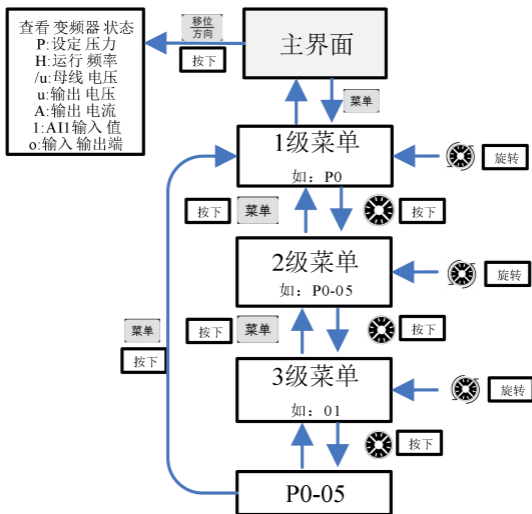 查看变频器状态
P:设定压力
H:运行频率
/u:母线电压
u:输出电压
A:输出电流
1:AI1输入值
o:输入输出端
移位
方向
按下
主界面
菜单
1级菜单
如：P0
旋转
按下
菜单
按下
2级菜单
如：P0-05
旋转
菜单
按下
按下
菜单
按下
3级菜单
如：01
旋转
按下
P0-05